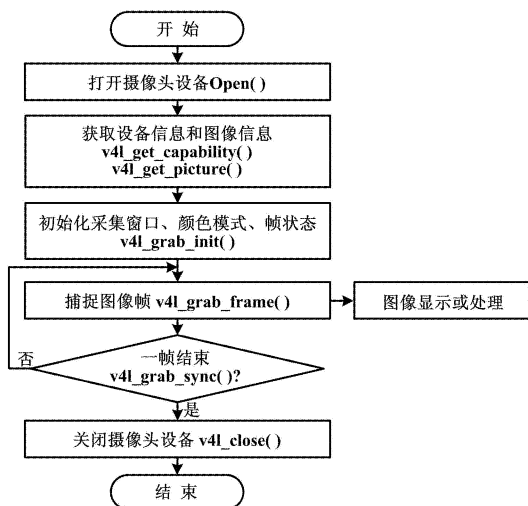 开 始
打开摄像头设备Open( )
获取设备信息和图像信息
v4l_get_capability( )
v4l_get_picture( )
初始化采集窗口、颜色模式、帧状态
v4l_grab_init( )
捕捉图像帧 v4l_grab_frame( )
图像显示或处理
否
一帧结束
v4l_grab_sync( )?
是
关闭摄像头设备 v4l_close( )
结 束